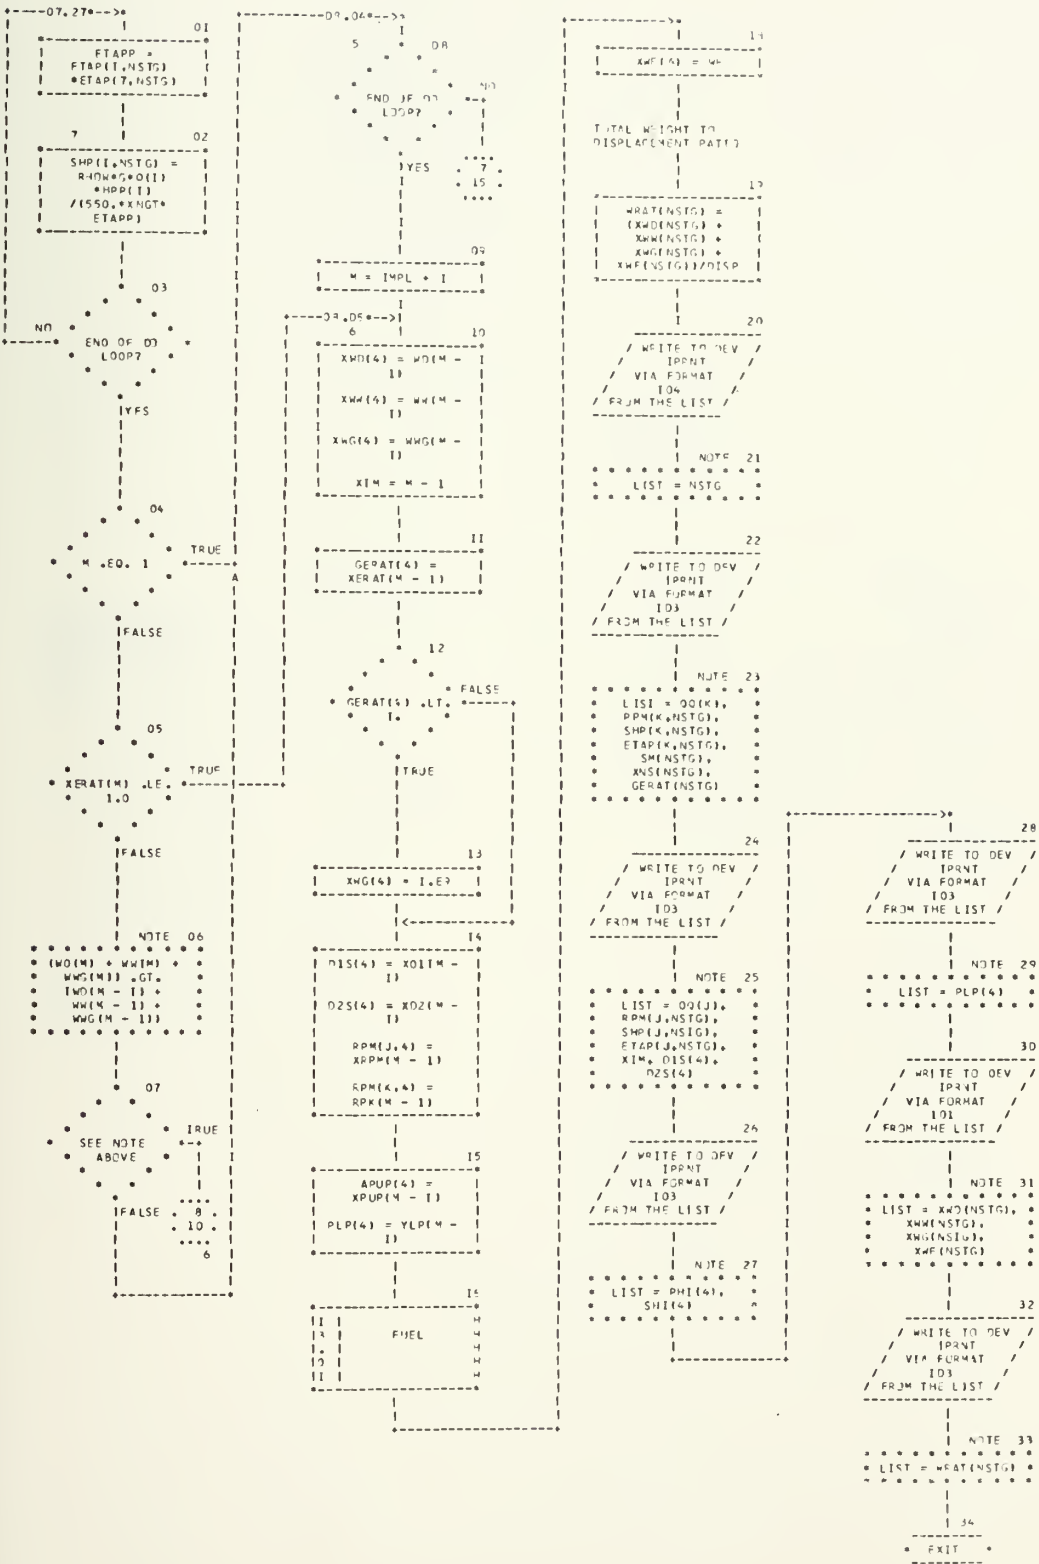 07.27
01
ETAPP =
ETAP(I,NSTG)
*ETAP(7,NSTG)
7
02
SHP(I,NSTG) =
RHOW*G*Q(I)
*HPP(I)
/(550.*XNGT*
ETAPP)
03
NO
END OF DO
LOOP?
YES
04
M .EQ. 1
TRUE
FALSE
05
XERAT(M) .LE.
1.0
TRUE
FALSE
NOTE 06
(WD(M) + WW(M) +
WWG(M)) .GT.
(WD(M - 1) +
WW(M - 1) +
WWG(M - 1))
07
SEE NOTE
ABOVE
TRUE
FALSE
8
10
6
08.04
5
08
END OF DO
LOOP?
NO
YES
7
15
09
M = IMPL + 1
08.05
6
10
XWD(4) = WD(M -
1)
XWW(4) = WW(M -
1)
XWG(4) = WWG(M -
1)
XIM = M - 1
11
GERAT(4) =
XERAT(M - 1)
12
GERAT(4) .LT.
1.
FALSE
TRUE
13
XWG(4) = 1.E9
14
D1S(4) = XD1(M -
1)
D2S(4) = XD2(M -
1)
RPM(J,4) =
XRPM(M - 1)
RPM(K,4) =
RPK(M - 1)
15
APUP(4) =
XPUP(M - 1)
PLP(4) = YLP(M -
1)
16
FUEL
18
XWF(4) = WF
TOTAL WEIGHT TO
DISPLACEMENT RATIO
19
WRAT(NSTG) =
(XWD(NSTG) +
XWW(NSTG) +
XWG(NSTG) +
XWF(NSTG))/DISP
20
/ WRITE TO DEV /
/ IPRNT /
/ VIA FORMAT /
/ 104 /
/ FROM THE LIST /
NOTE 21
LIST = NSTG
22
/ WRITE TO DEV /
/ IPRNT /
/ VIA FORMAT /
/ 103 /
/ FROM THE LIST /
NOTE 23
LIST = QQ(K),
RPM(K,NSTG),
SHP(K,NSTG),
ETAP(K,NSTG),
SM(NSTG),
XNS(NSTG),
GERAT(NSTG)
24
/ WRITE TO DEV /
/ IPRNT /
/ VIA FORMAT /
/ 103 /
/ FROM THE LIST /
NOTE 25
LIST = QQ(J),
RPM(J,NSTG),
SHP(J,NSTG),
ETAP(J,NSTG),
XIM, D1S(4),
D2S(4)
26
/ WRITE TO DEV /
/ IPRNT /
/ VIA FORMAT /
/ 103 /
/ FROM THE LIST /
NOTE 27
LIST = PHI(4),
SHI(4)
28
/ WRITE TO DEV /
/ IPRNT /
/ VIA FORMAT /
/ 103 /
/ FROM THE LIST /
NOTE 29
LIST = PLP(4)
30
/ WRITE TO DEV /
/ IPRNT /
/ VIA FORMAT /
/ 101 /
/ FROM THE LIST /
NOTE 31
LIST = XWD(NSTG),
XWW(NSTG),
XWG(NSTG),
XWF(NSTG)
32
/ WRITE TO DEV /
/ IPRNT /
/ VIA FORMAT /
/ 103 /
/ FROM THE LIST /
NOTE 33
LIST = WRAT(NSTG)
34
EXIT